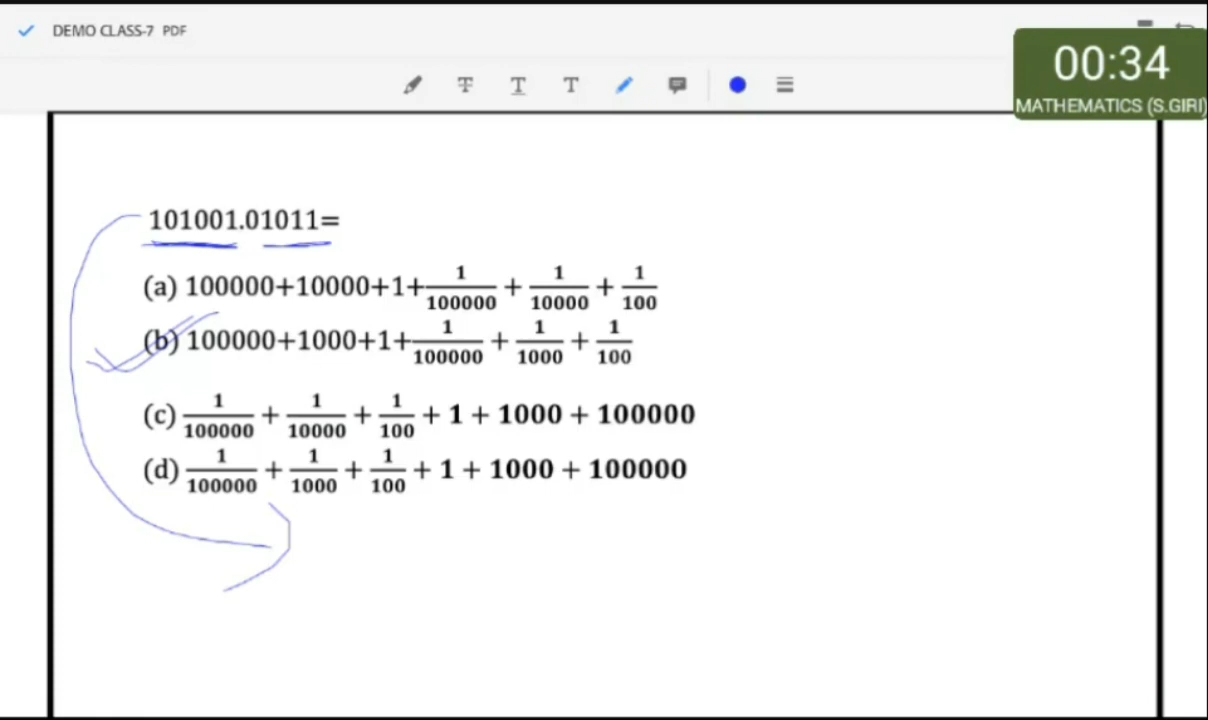 DEMO CLASS-7 PDF
00:34
MATHEMATICS (S.GIRI)
T T T
101001.01011=
(a) 100000+10000+1+1/100000 + 1/10000 + 1/100
(b) 100000+1000+1+1/100000 + 1/1000 + 1/100
(c) 1/100000 + 1/10000 + 1/100 + 1 + 1000 + 100000
(d) 1/100000 + 1/1000 + 1/100 + 1 + 1000 + 100000